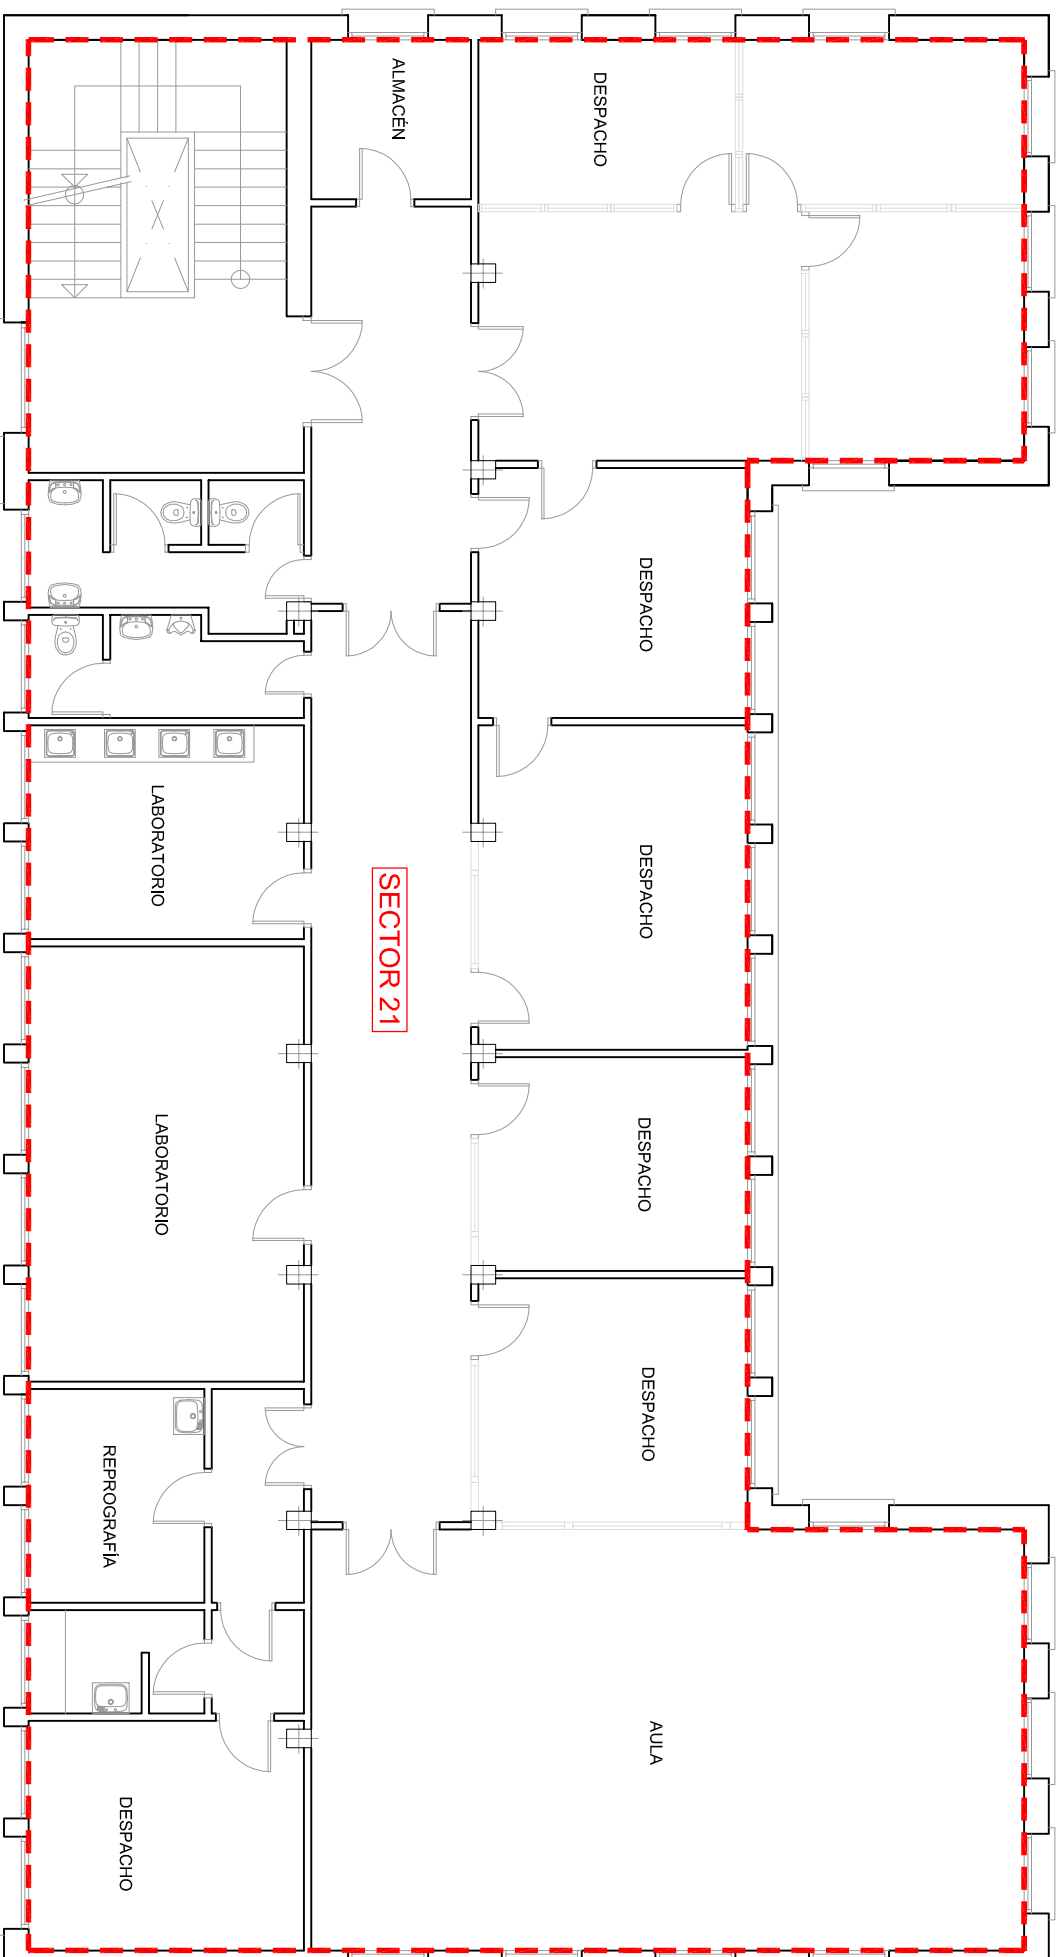 ALMACÉN
DESPACHO
DESPACHO
LABORATORIO
DESPACHO
SECTOR 21
LABORATORIO
DESPACHO
REPROGRAFÍA
DESPACHO
AULA
DESPACHO